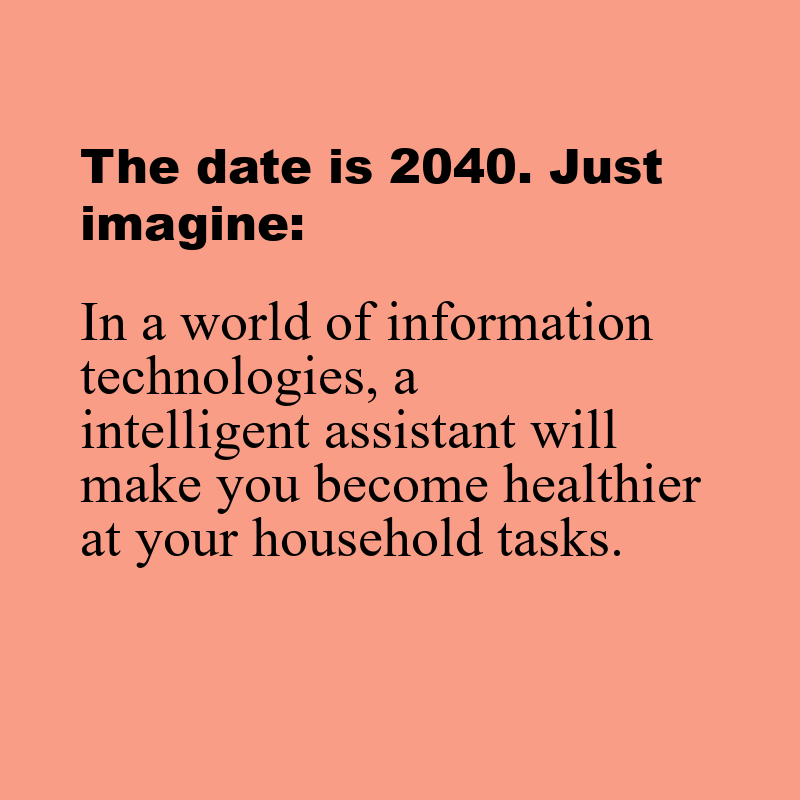 The date is 2040. Just
imagine:
In a world of information
technologies, a
intelligent assistant will
make you become healthier
at your household tasks.